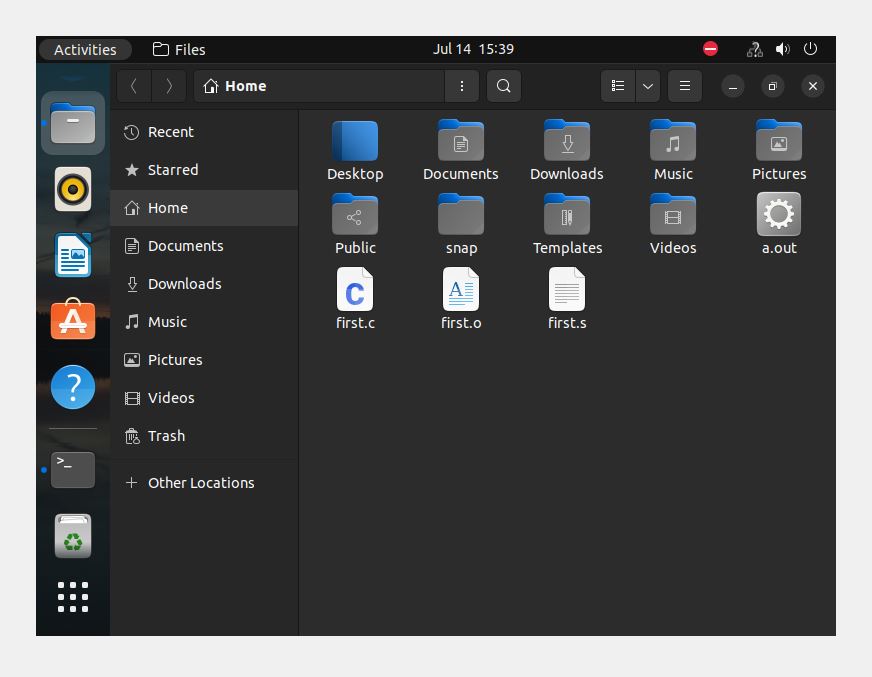 Activities Files Jul 14 15:39
Home
Recent
Starred
Home
Documents
Downloads
Music
Pictures
Videos
Trash
Other Locations
Desktop Documents Downloads Music Pictures
Public snap Templates Videos a.out
first.c first.o first.s